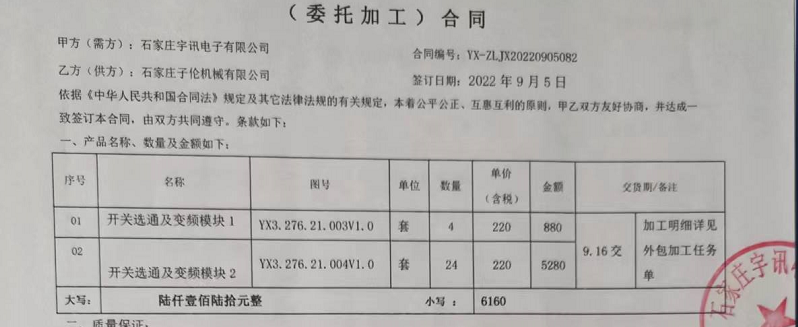 （委托加工）合同
甲方（需方）：石家庄宇讯电子有限公司
合同编号：YX-ZLJX20220905082
乙方（供方）：石家庄子伦机械有限公司
签订日期：2022 年 9 月 5 日
依据《中华人民共和国合同法》规定及其它法律法规的有关规定，本着公平公正、互惠互利的原则，甲乙双方友好协商，并达成一
致签订本合同，由双方共同遵守。条款如下：
一、产品名称、数量及金额如下：
序号 名称 图号 单位 数量 单价（含税） 金额 交货期/备注
01 开关选通及变频模块 1 YX3.276.21.003V1.0 套 4 220 880
02 开关选通及变频模块 2 YX3.276.21.004V1.0 套 24 220 5280
9.16 交
加工明细详见
外包加工任务
单
大写： 陆仟壹佰陆拾元整 小写： 6160
二、质量保证：
石家庄宇讯